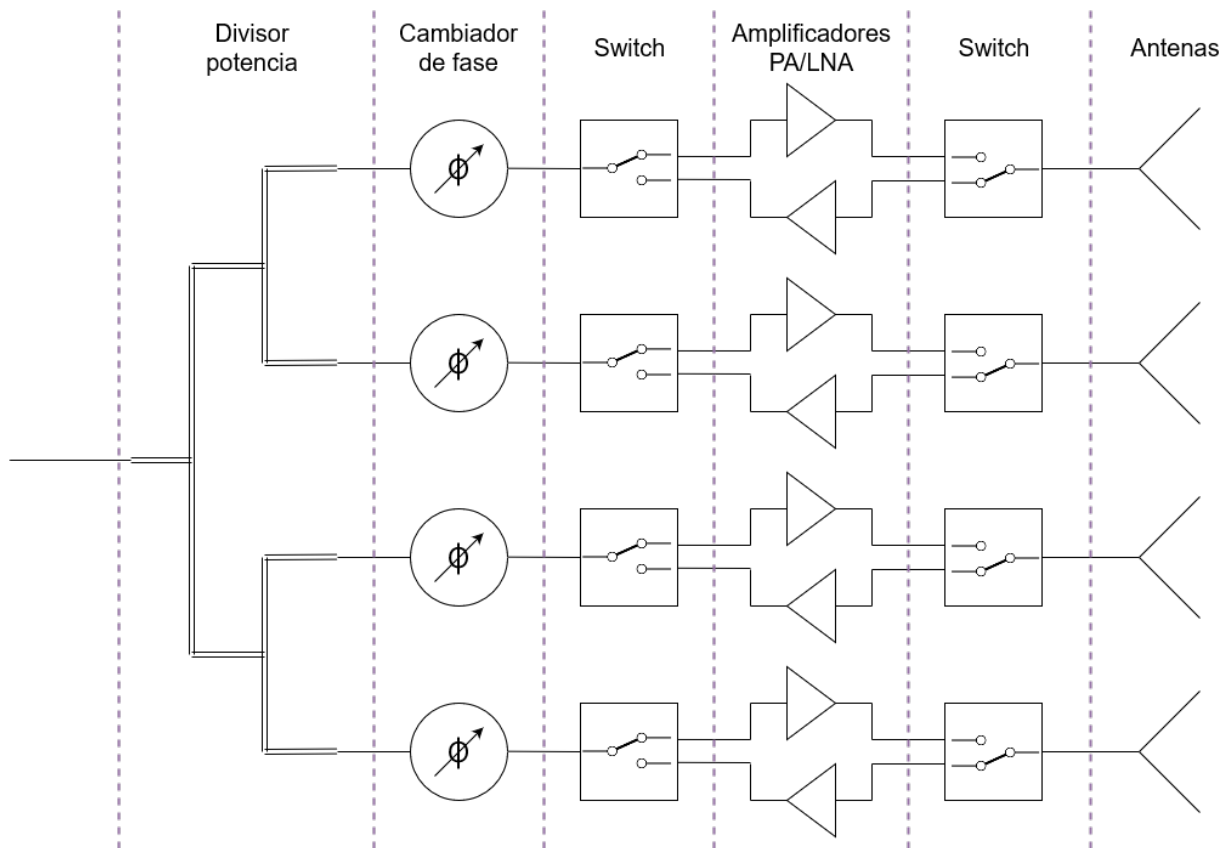 Divisor
potencia
Cambiador
de fase
Switch
Amplificadores
PA/LNA
Switch
Antenas
ϕ
ϕ
ϕ
ϕ